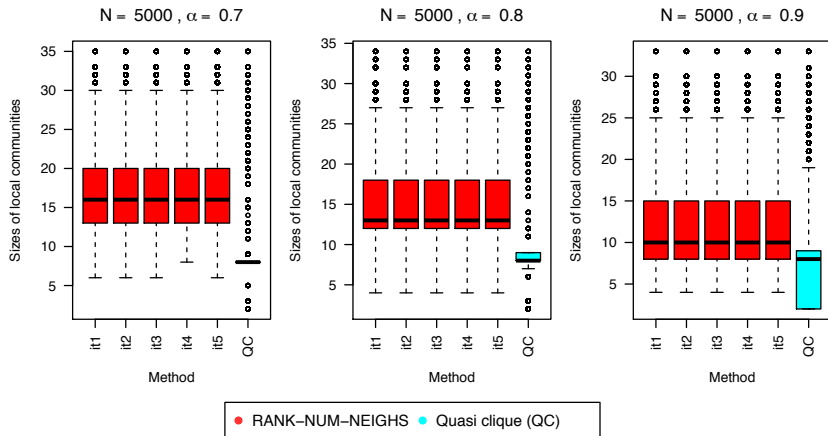 N = 5000 , α = 0.7
Sizes of local communities
35
30
25
20
15
10
5
it1
it2
it3
it4
it5
QC
Method
N = 5000 , α = 0.8
Sizes of local communities
35
30
25
20
15
10
5
it1
it2
it3
it4
it5
QC
Method
N = 5000 , α = 0.9
Sizes of local communities
30
25
20
15
10
5
it1
it2
it3
it4
it5
QC
Method
RANK−NUM−NEIGHS
Quasi clique (QC)